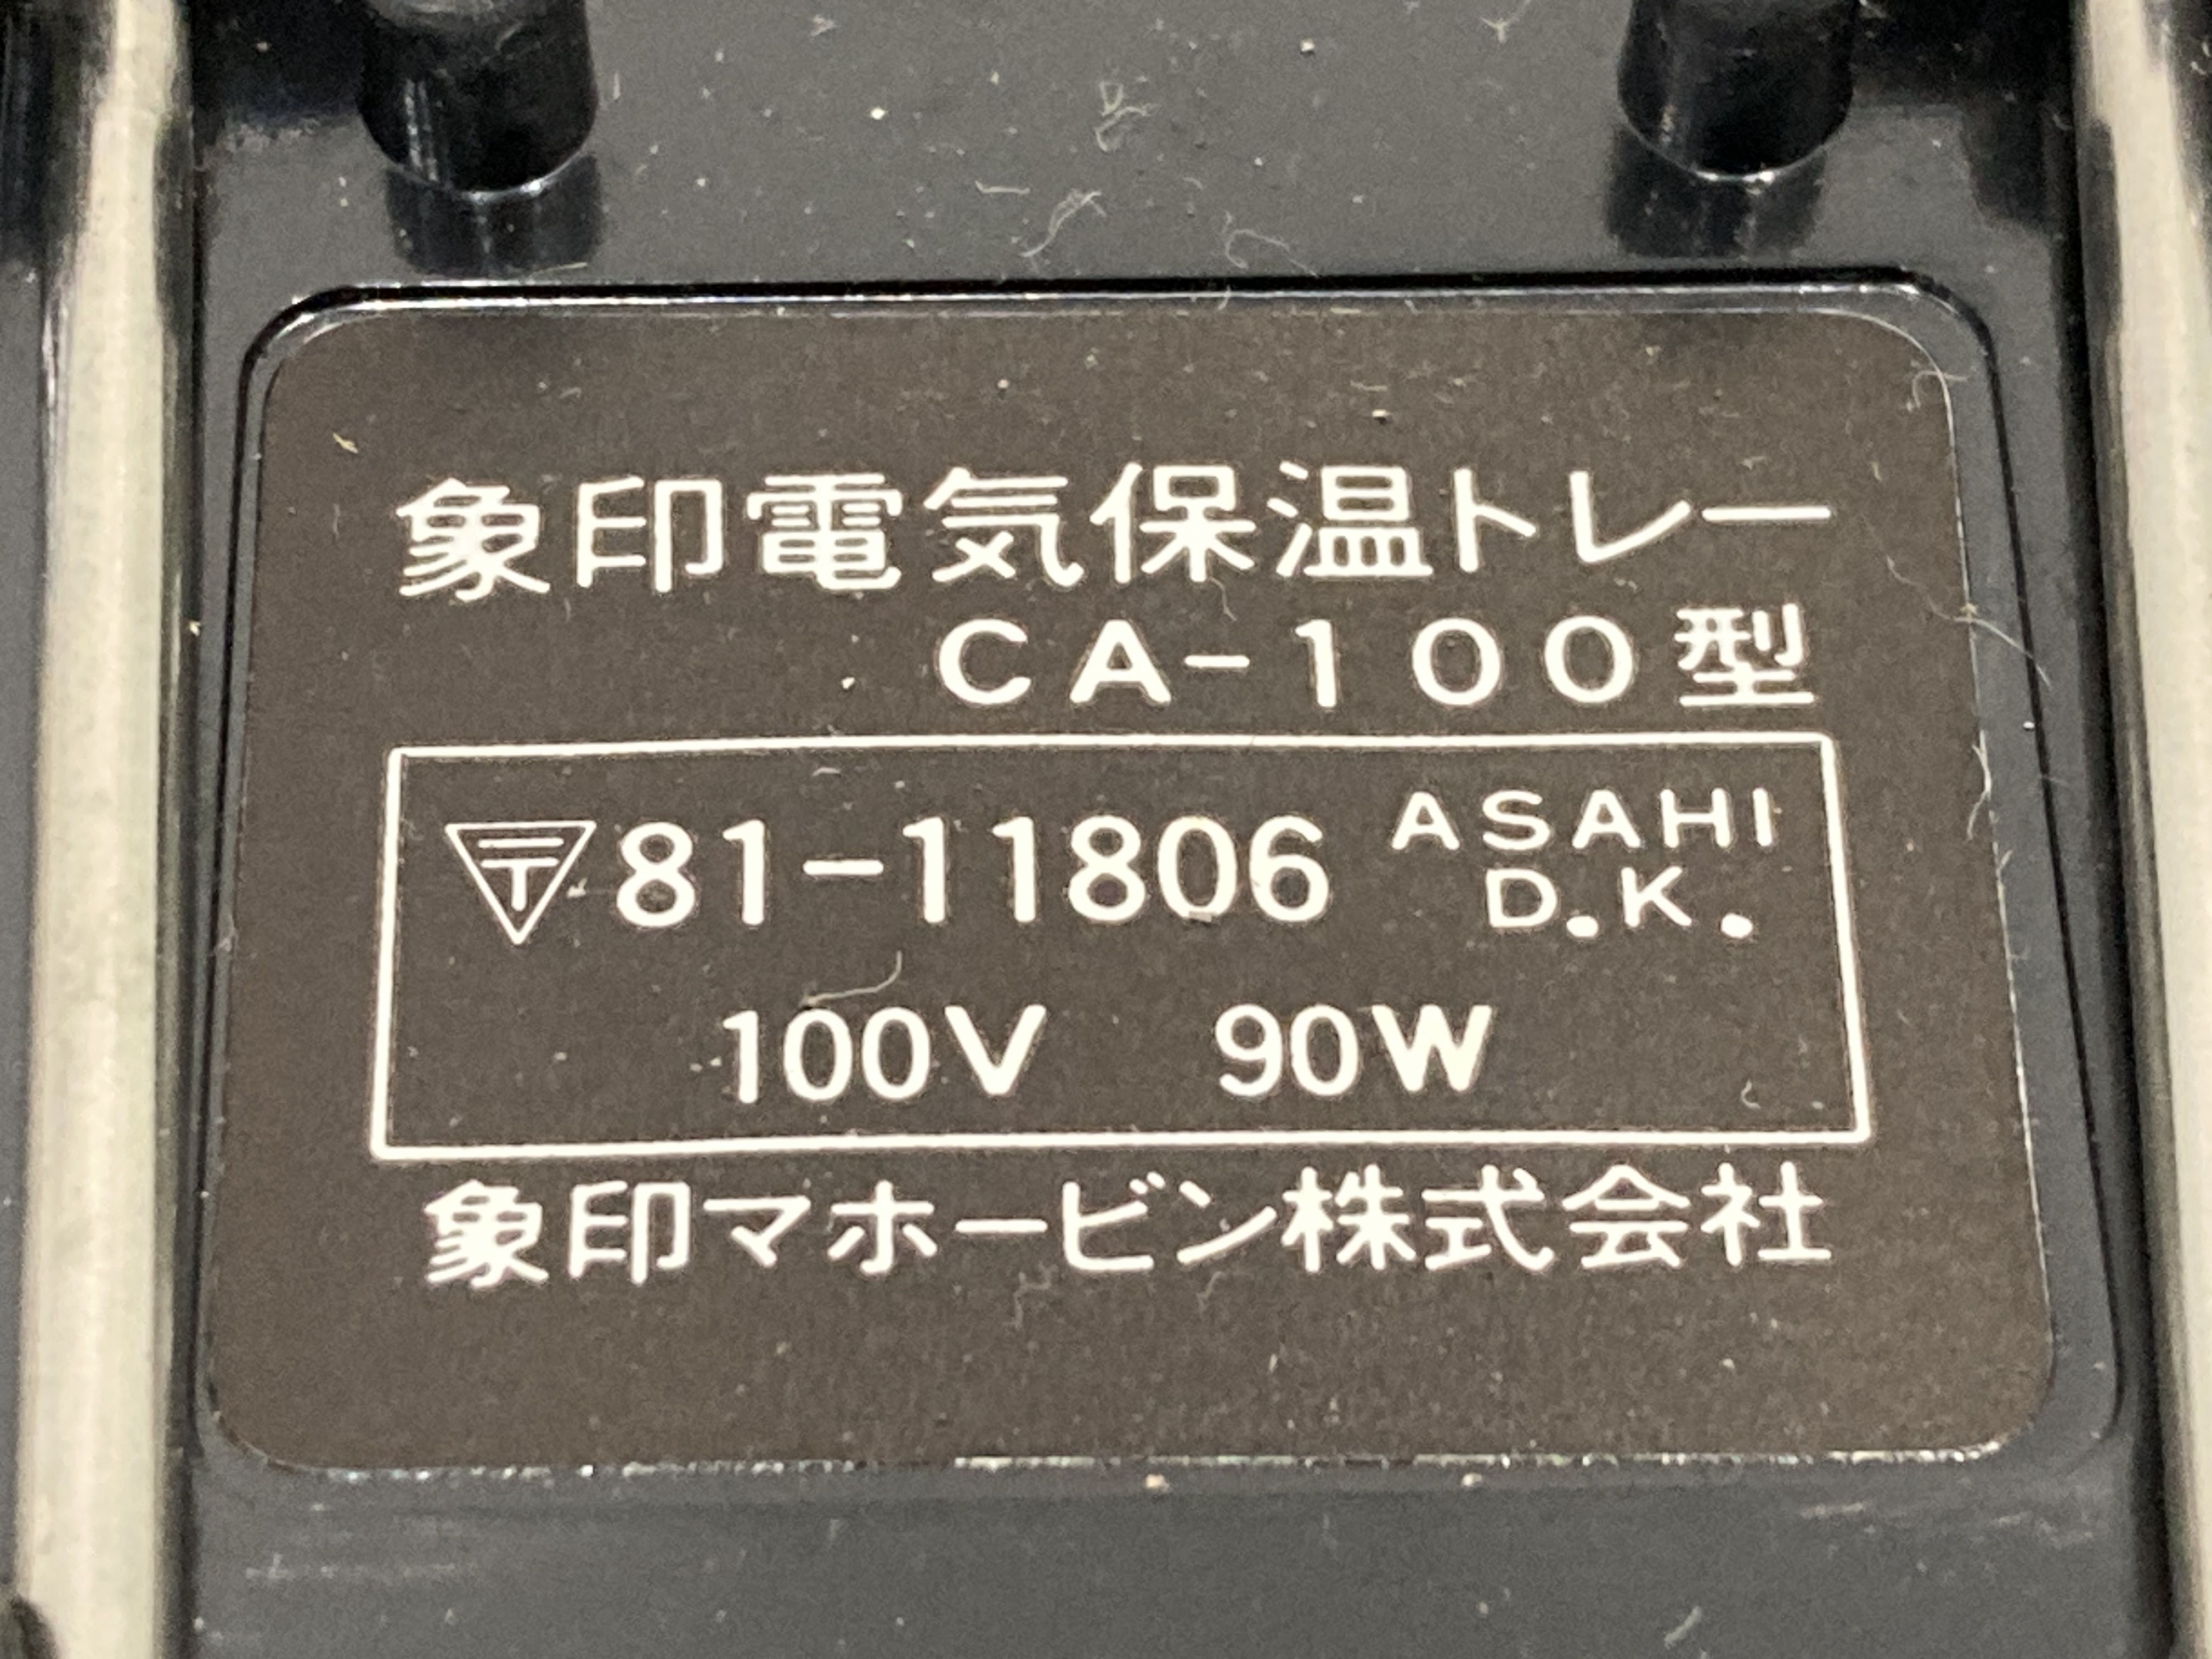 象印電気保温トレー
CA-100型
〒81-11806 ASAHI D.K.
100V 90W
象印マホービン株式会社